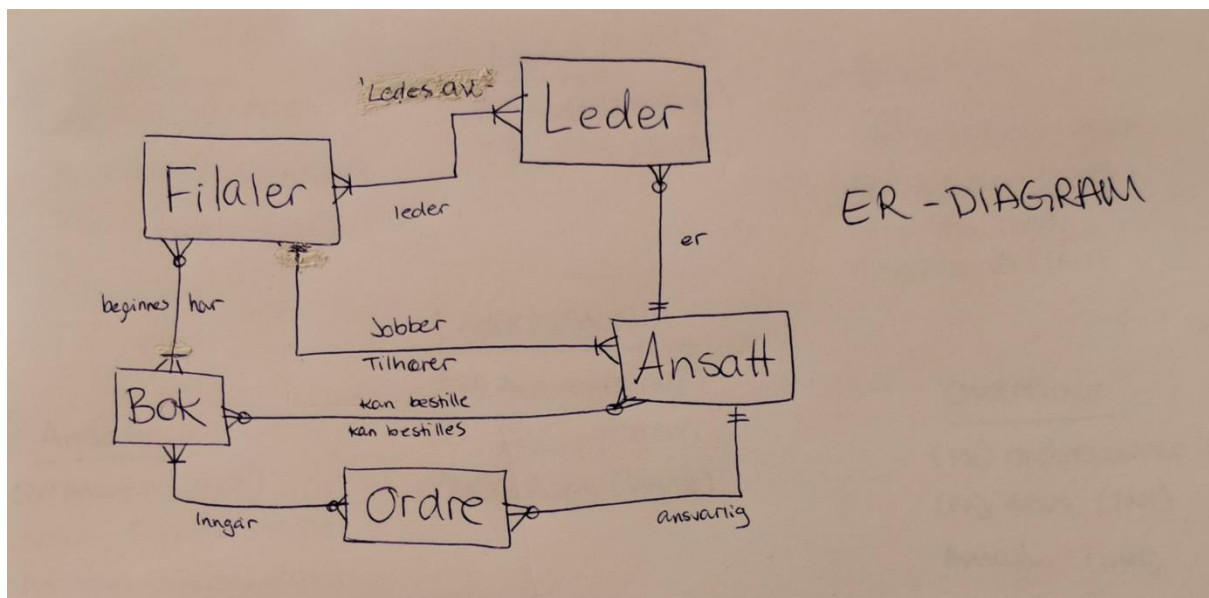 'Ledes av'
Leder
Filaler
leder
ER-DIAGRAM
er
beginnes har
Jobber
Tilhører
Ansatt
Bok
kan bestille
kan bestilles
Ordre
Inngår
ansvarlig